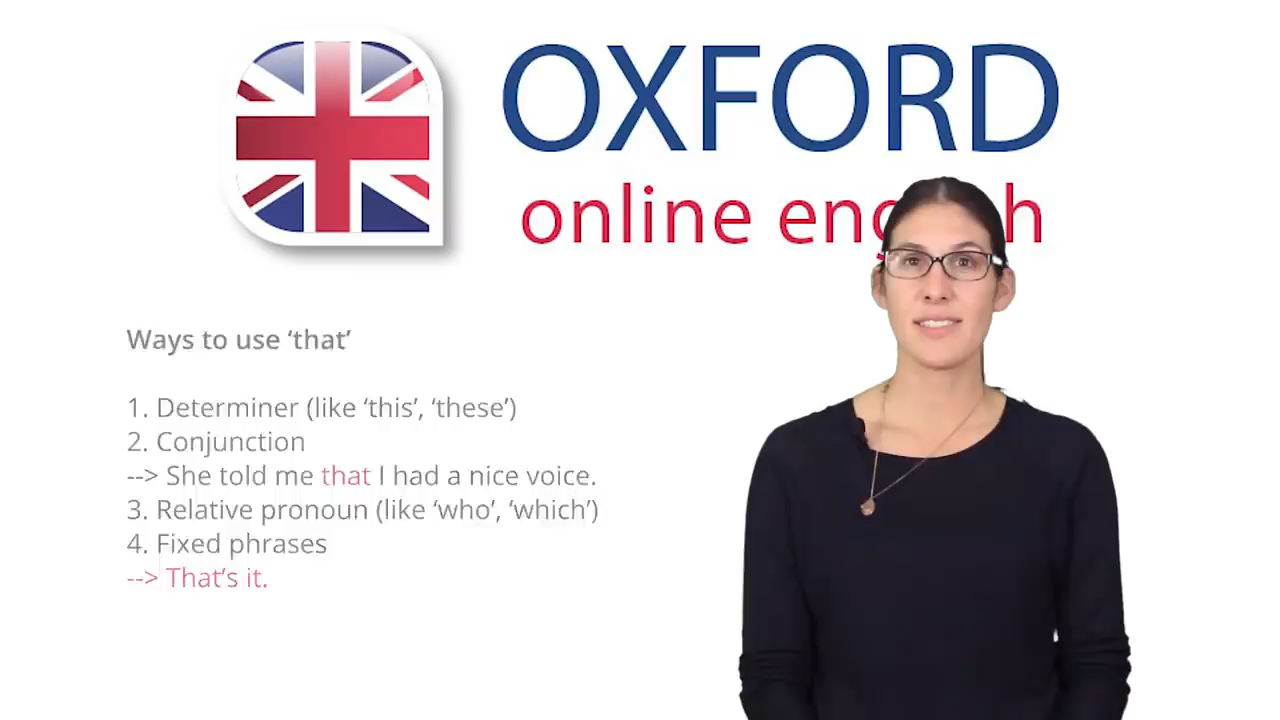 OXFORD
online eng h
Ways to use ‘that’
1. Determiner (like ‘this’, ‘these’)
2. Conjunction
--> She told me that I had a nice voice.
3. Relative pronoun (like ‘who’, ‘which’)
4. Fixed phrases
--> That’s it.